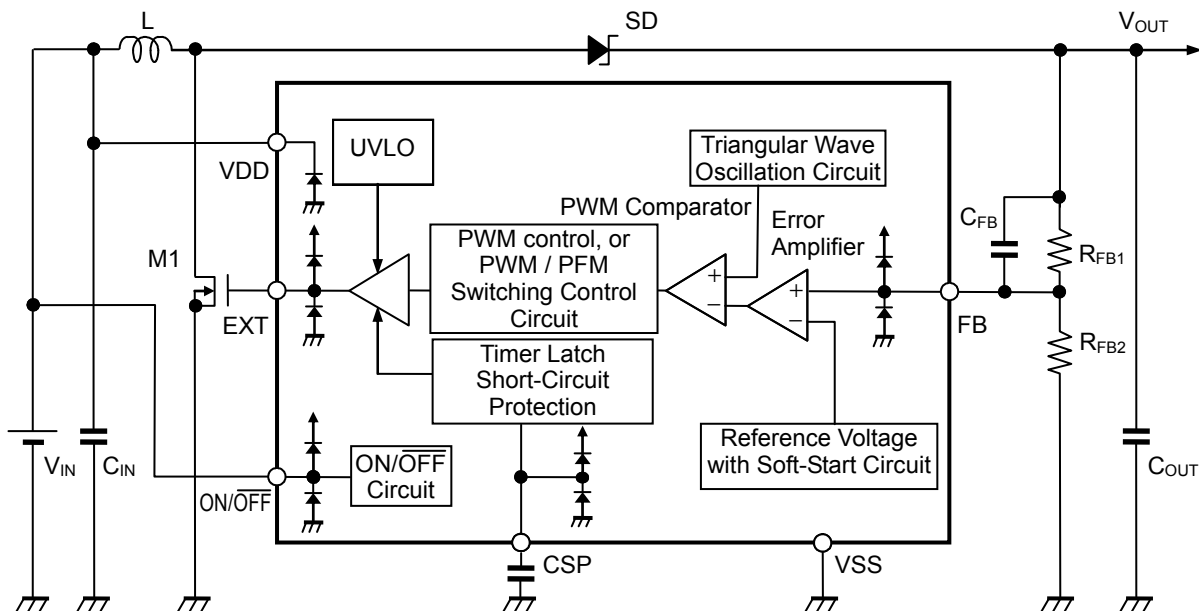 L
SD
VOUT
UVLO
Triangular Wave
Oscillation Circuit
VDD
PWM Comparator
Error
Amplifier
CFB
M1
PWM control, or
PWM / PFM
Switching Control
Circuit
+
−
+
−
RFB1
EXT
FB
Timer Latch
Short-Circuit
Protection
RFB2
VIN
CIN
ON/OFF
ON/OFF
Circuit
Reference Voltage
with Soft-Start Circuit
COUT
CSP
VSS